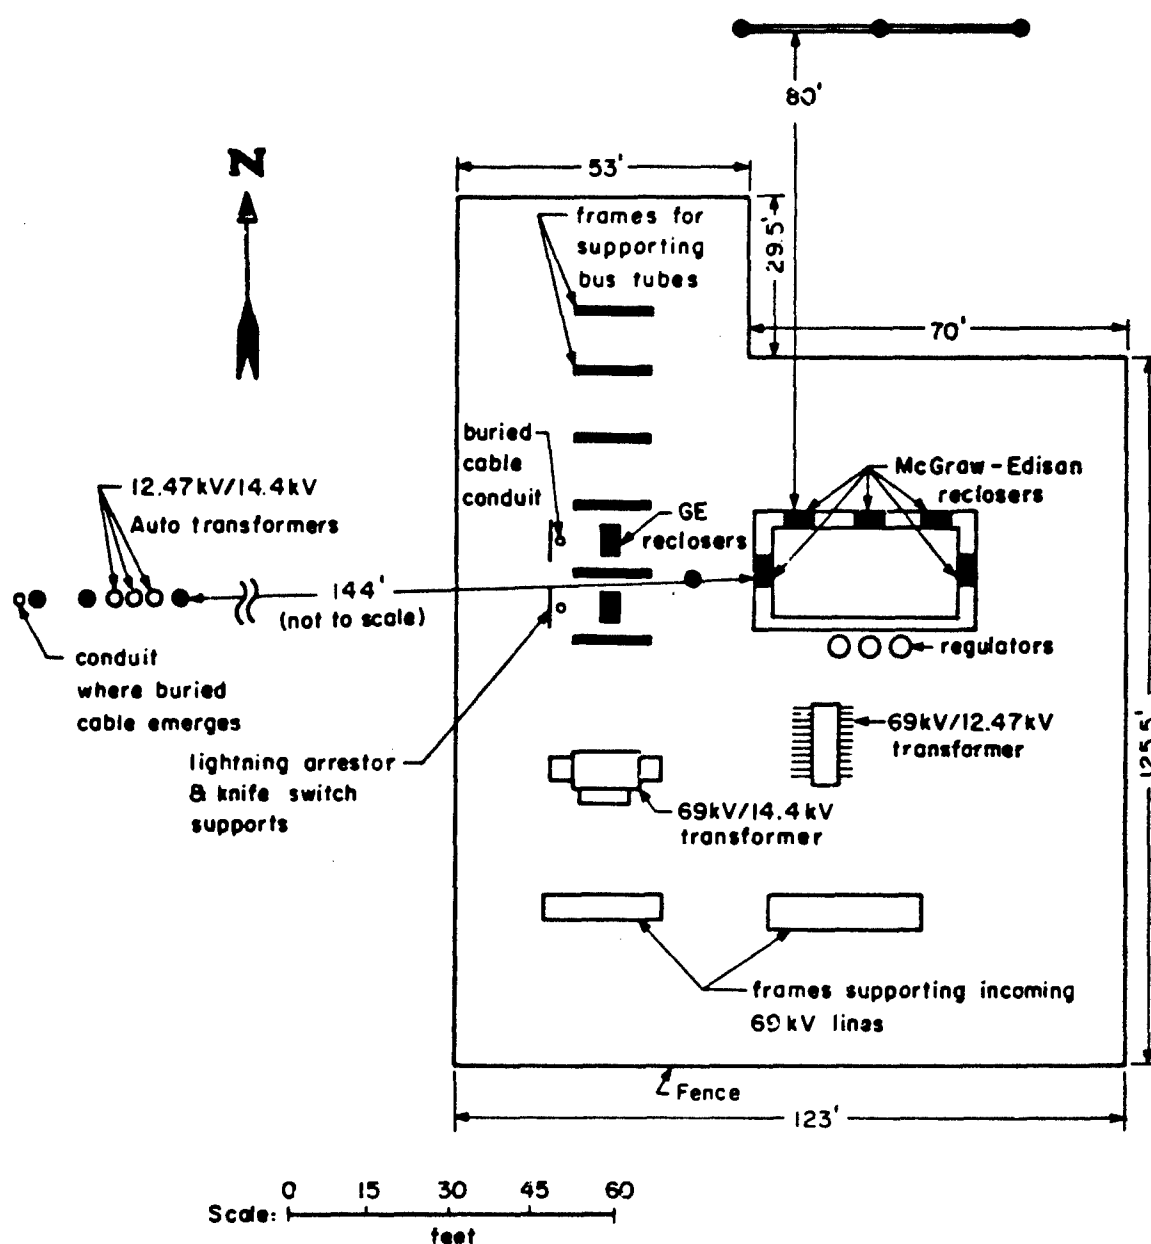 80'
N
53'
29.5'
frames for
supporting
bus tubes
70'
buried
cable
conduit
McGraw-Edisan
reclosers
12.47kV/14.4kV
Auto transformers
GE
reclosers
144'
(not to scale)
conduit
where buried
cable emerges
regulators
69kV/12.47kV
transformer
125.5'
lightning arrestor
& knife switch
supports
69kV/14.4kV
transformer
frames supporting incoming
69kV lines
Fence
123'
0 15 30 45 60
Scale:
feet